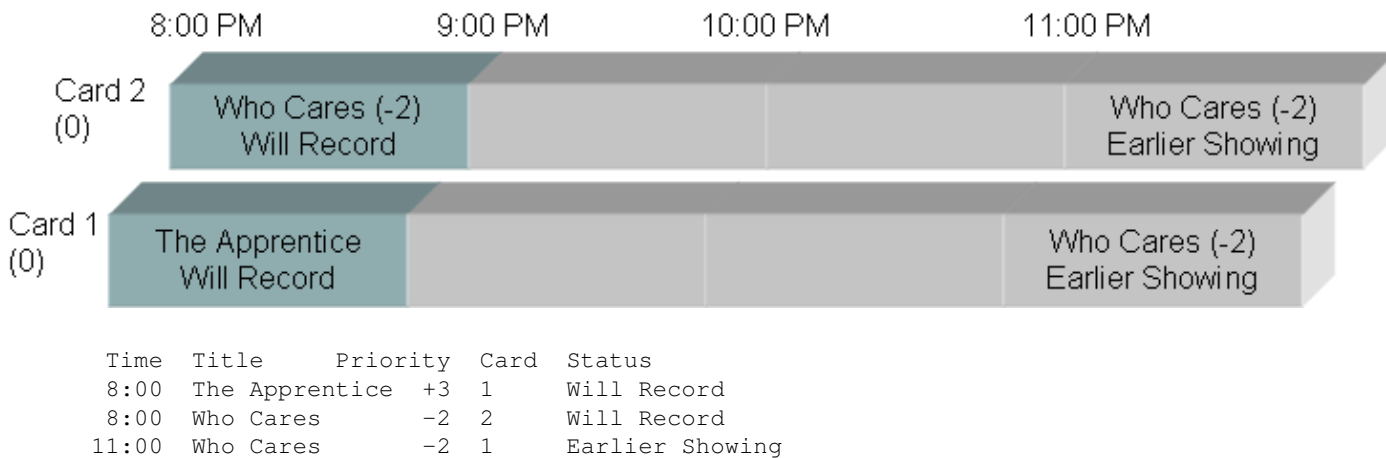 8:00 PM 9:00 PM 10:00 PM 11:00 PM
Card 2
(0)
Who Cares (-2)
Will Record
Who Cares (-2)
Earlier Showing
Card 1
(0)
The Apprentice
Will Record
Who Cares (-2)
Earlier Showing
Time Title Priority Card Status
8:00 The Apprentice +3 1 Will Record
8:00 Who Cares -2 2 Will Record
11:00 Who Cares -2 1 Earlier Showing